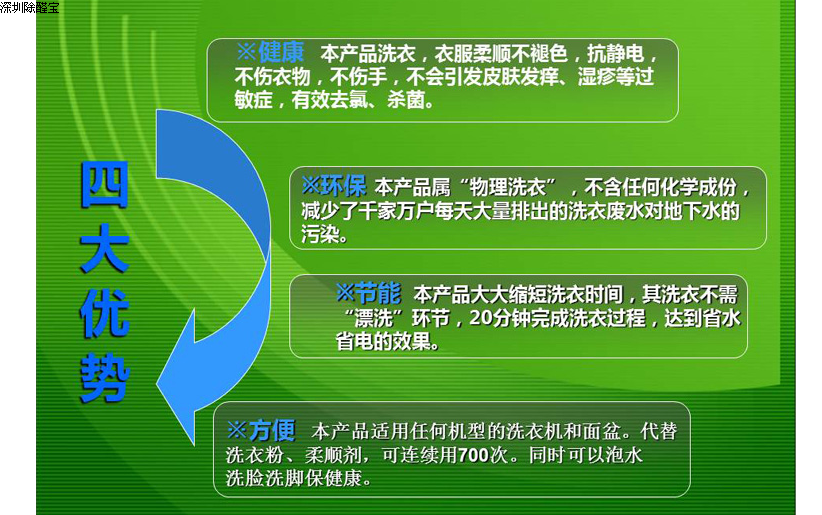 深圳除醛宝
四大优势
※健康 本产品洗衣，衣服柔顺不褪色，抗静电，
不伤衣物，不伤手，不会引发皮肤发痒、湿疹等过
敏症，有效去氯、杀菌。
※环保 本产品属“物理洗衣”，不含任何化学成份，
减少了千家万户每天大量排出的洗衣废水对地下水的
污染。
※节能 本产品大大缩短洗衣时间，其洗衣不需
“漂洗”环节，20分钟完成洗衣过程，达到省水
省电的效果。
※方便 本产品适用任何机型的洗衣机和面盆。代替
洗衣粉、柔顺剂，可连续用700次。同时可以泡水
洗脸洗脚保健康。